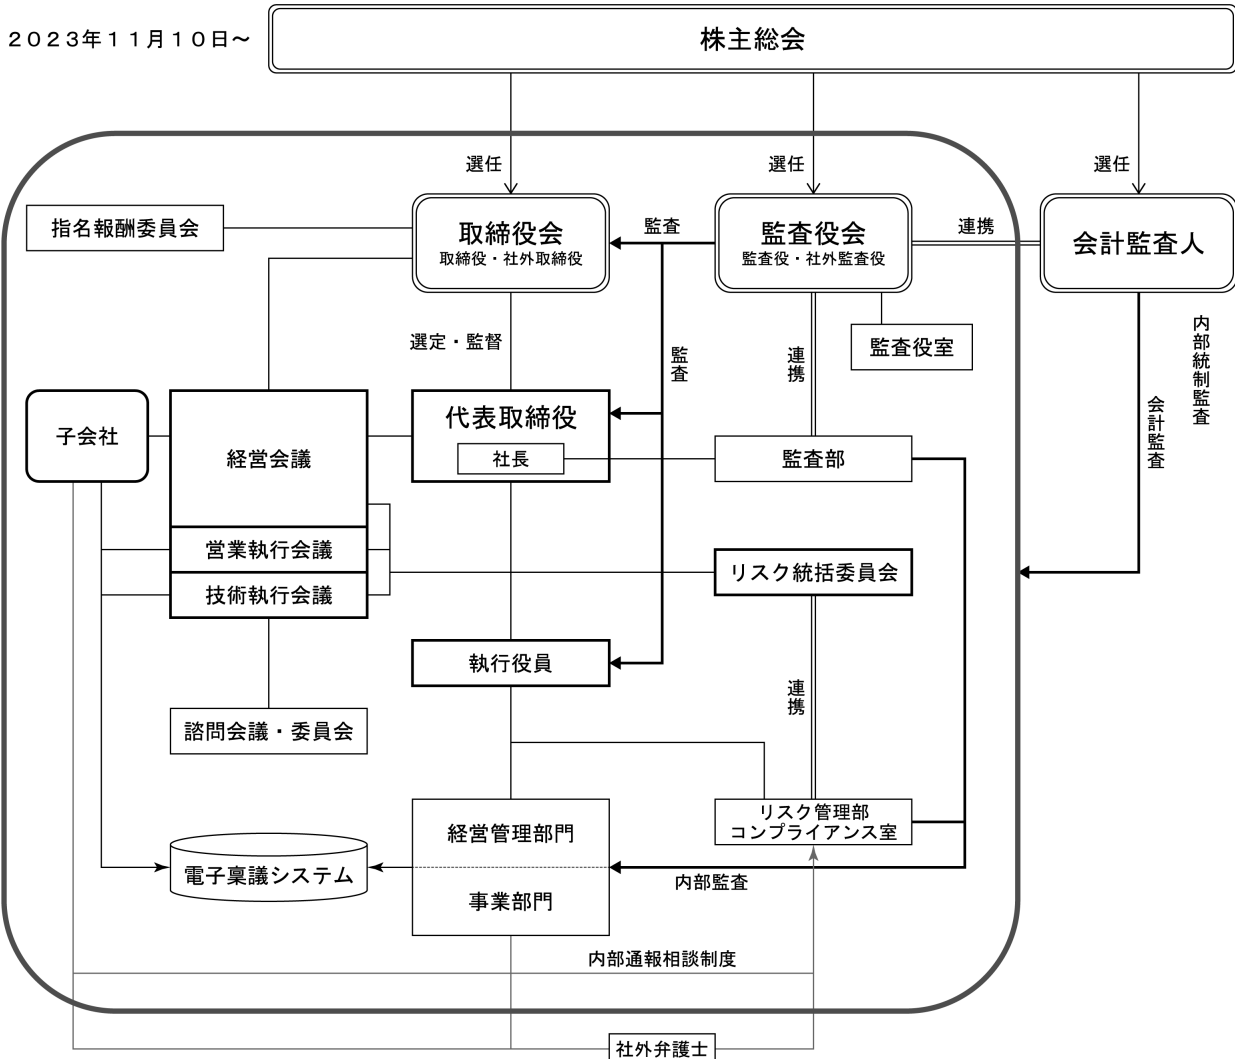 ２０２３年１１月１０日～
株主総会
選任
選任
選任
指名報酬委員会
取締役会
取締役・社外取締役
監査
監査役会
監査役・社外監査役
連携
会計監査人
選定・監督
監査
連携
監査役室
内部統制監査
会計監査
子会社
経営会議
代表取締役
社長
監査部
営業執行会議
技術執行会議
リスク統括委員会
執行役員
連携
諮問会議・委員会
経営管理部門
事業部門
リスク管理部
コンプライアンス室
電子稟議システム
内部監査
内部通報相談制度
社外弁護士